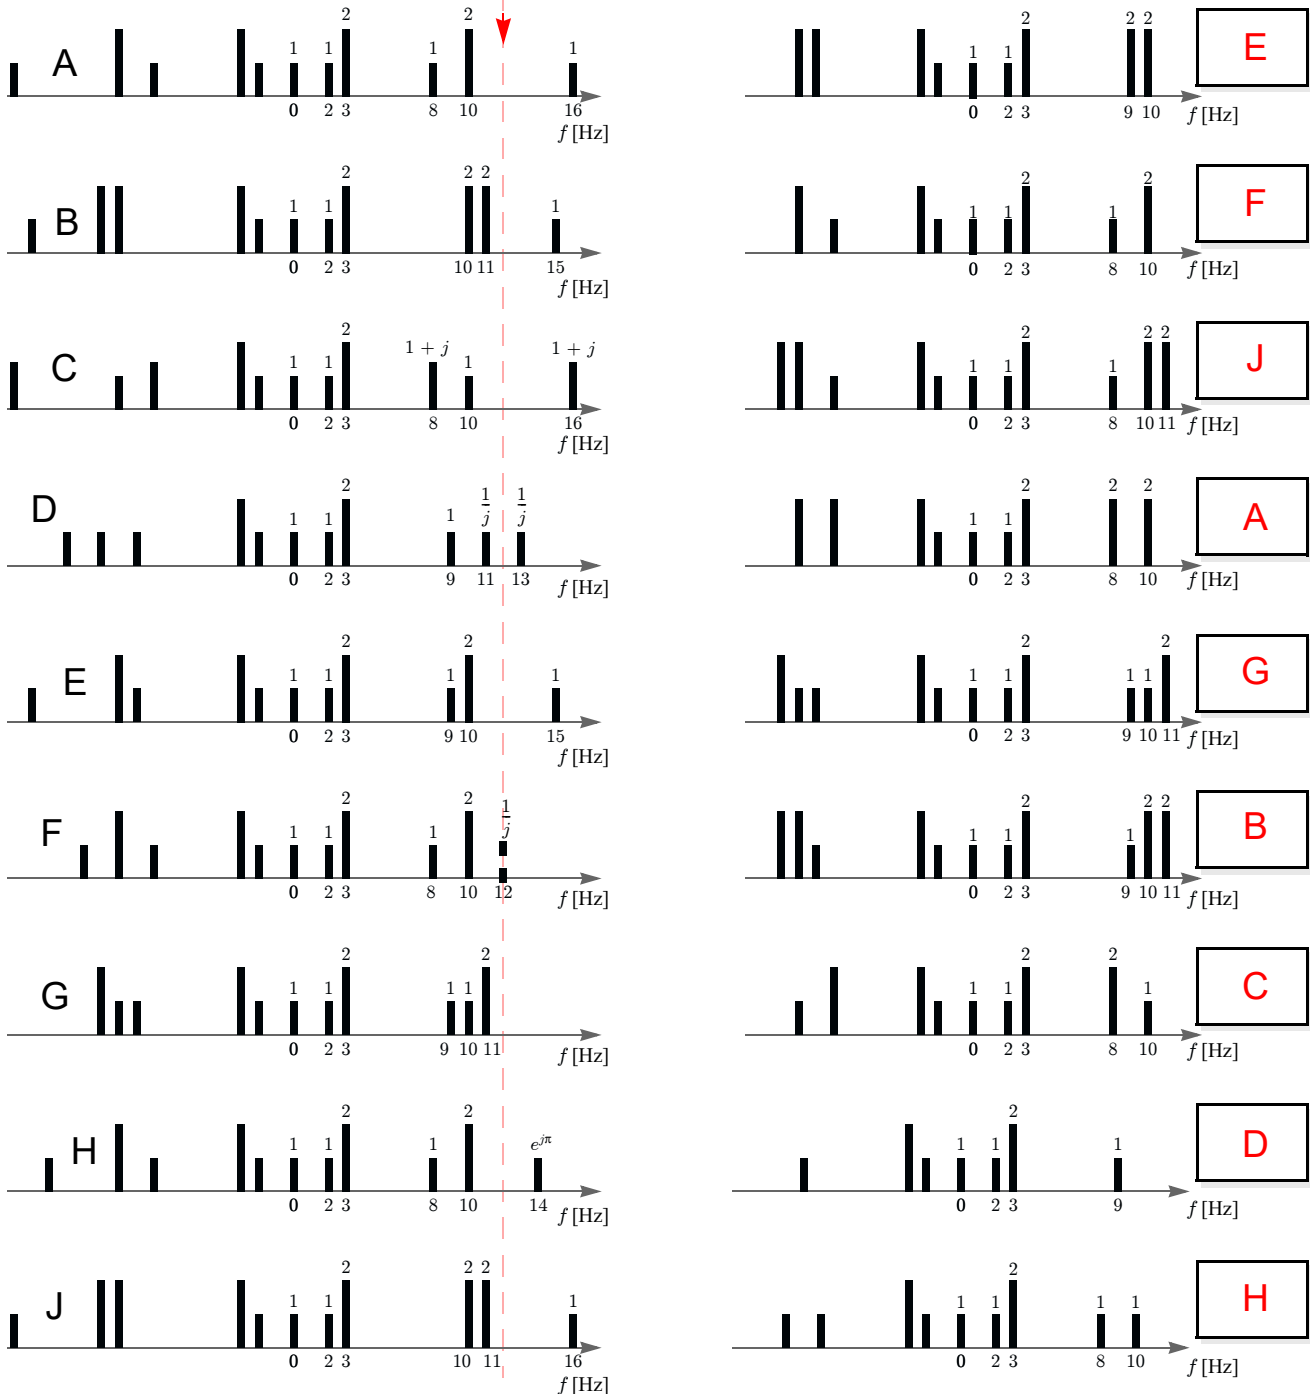 2 2 2 2 2
1 1 1 1 1 1
A E
0 2 3 8 10 16 0 2 3 9 10 f [Hz]
f [Hz]
2 2 2 2 2
1 1 1 1 1 1
B F
0 2 3 10 11 15 0 2 3 8 10 f [Hz]
f [Hz]
2 2 2 2
1 1 1 + j 1 1 + j 1 1 1
C J
0 2 3 8 10 16 0 2 3 8 10 11 f [Hz]
f [Hz]
2 2 2 2
1 1 1 1/j 1/j 1 1
D A
0 2 3 9 11 13 0 2 3 8 10 f [Hz]
f [Hz]
2 2 2 2
1 1 1 1 1 1 1 1
E G
0 2 3 9 10 15 0 2 3 9 10 11 f [Hz]
f [Hz]
2 2 2 2 2
1 1 1 1/j 1 1 1
F B
0 2 3 8 10 12 0 2 3 9 10 11 f [Hz]
f [Hz]
2 2 2 2
1 1 1 1 1 1 1
G C
0 2 3 9 10 11 0 2 3 8 10 f [Hz]
f [Hz]
2 2 2
1 1 1 e^{jπ} 1 1 1
H D
0 2 3 8 10 14 0 2 3 9 f [Hz]
f [Hz]
2 2 2 2
1 1 1 1 1 1 1
J H
0 2 3 10 11 16 0 2 3 8 10 f [Hz]
f [Hz]